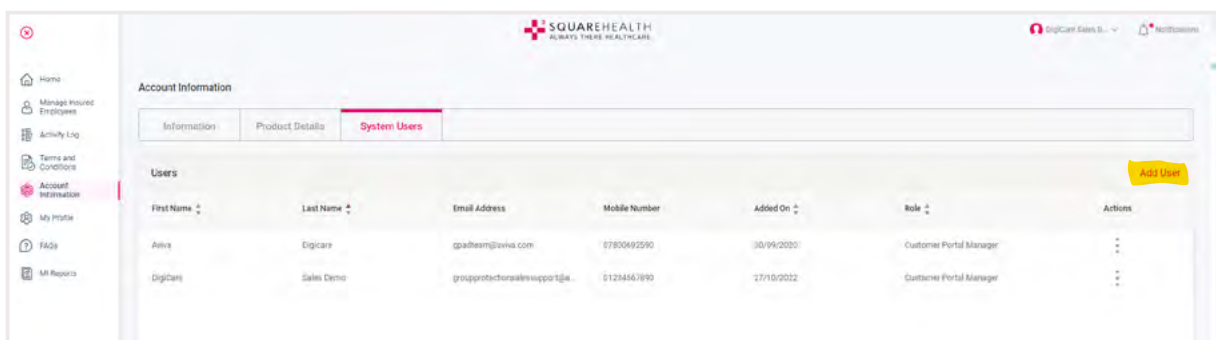 SQUAREHEALTH
ALWAYS THERE HEALTHCARE
DigiCare Sales D...
Notifications
Home
Manage Insured
Employees
Activity Log
Terms and
Conditions
Account
Information
My Profile
FAQs
MI Reports
Account Information
Information Product Details System Users
Users Add User
First Name Last Name Email Address Mobile Number Added On Role Actions
Aviva Digicare gpadteam@aviva.com 07800692590 30/09/2020 Customer Portal Manager
DigiCare Sales Demo groupprotectionsalessupport@a... 01234567890 27/10/2022 Customer Portal Manager